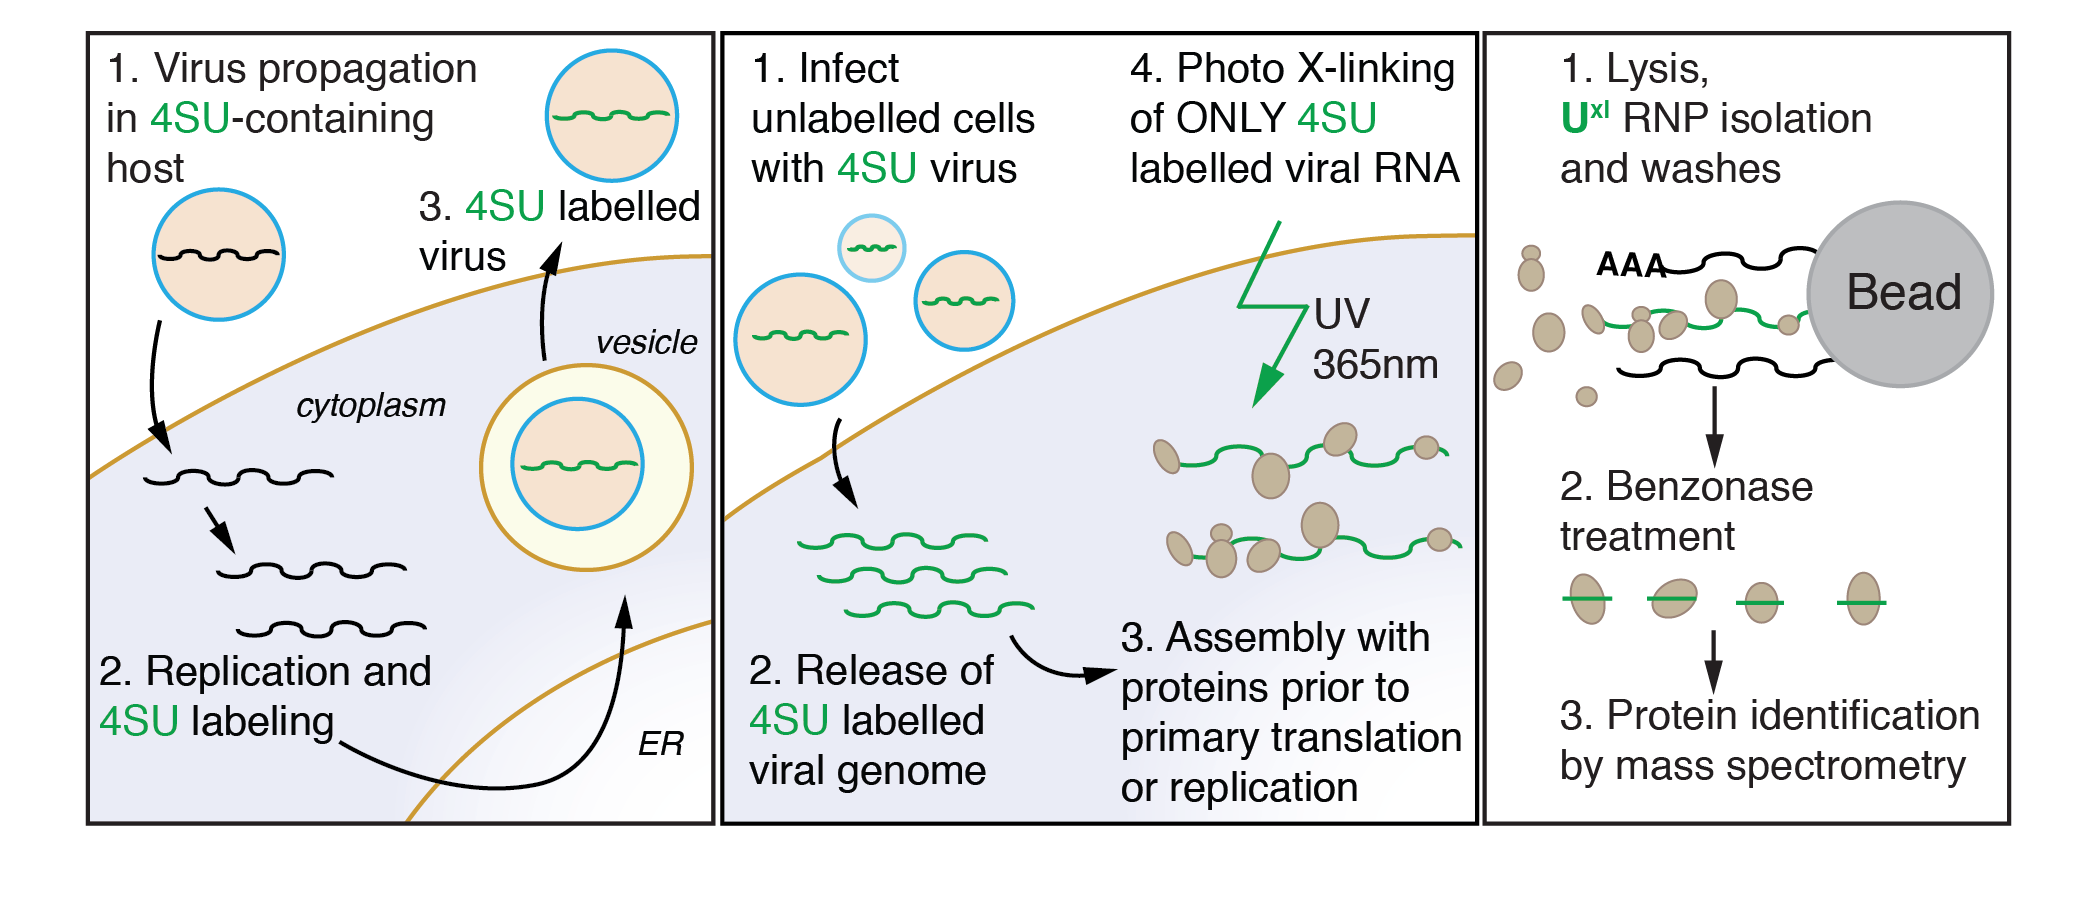 1. Virus propagation
in 4SU-containing
host
3. 4SU labelled
virus
vesicle
cytoplasm
2. Replication and
4SU labeling
ER
1. Infect
unlabelled cells
with 4SU virus
4. Photo X-linking
of ONLY 4SU
labelled viral RNA
UV
365nm
2. Release of
4SU labelled
viral genome
3. Assembly with
proteins prior to
primary translation
or replication
1. Lysis,
Uxl RNP isolation
and washes
AAA
Bead
2. Benzonase
treatment
3. Protein identification
by mass spectrometry